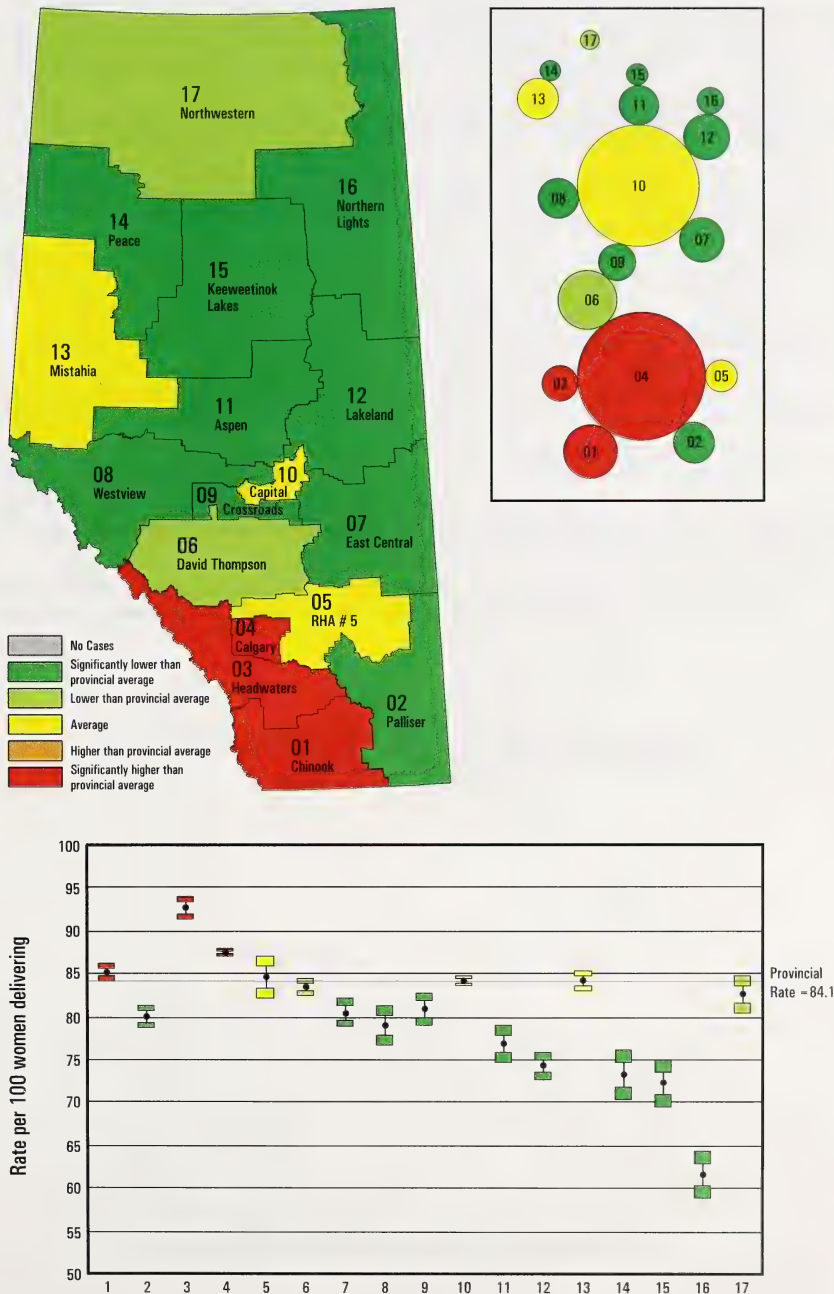 17
Northwestern
16
Northern
Lights
14
Peace
15
Keeweetinok
Lakes
13
Mistahia
11
Aspen
12
Lakeland
08
Westview
10
Capital
09
Crossroads
07
East Central
06
David Thompson
05
RHA # 5
04
Calgary
03
Headwaters
02
Palliser
01
Chinook
No Cases
Significantly lower than
provincial average
Lower than provincial average
Average
Higher than provincial average
Significantly higher than
provincial average
17
14
15
13
11
16
12
10
08
07
09
06
03
04
05
01
02
Rate per 100 women delivering
100
95
90
85
80
75
70
65
60
55
50
Provincial
Rate = 84.1
1 2 3 4 5 6 7 8 9 10 11 12 13 14 15 16 17